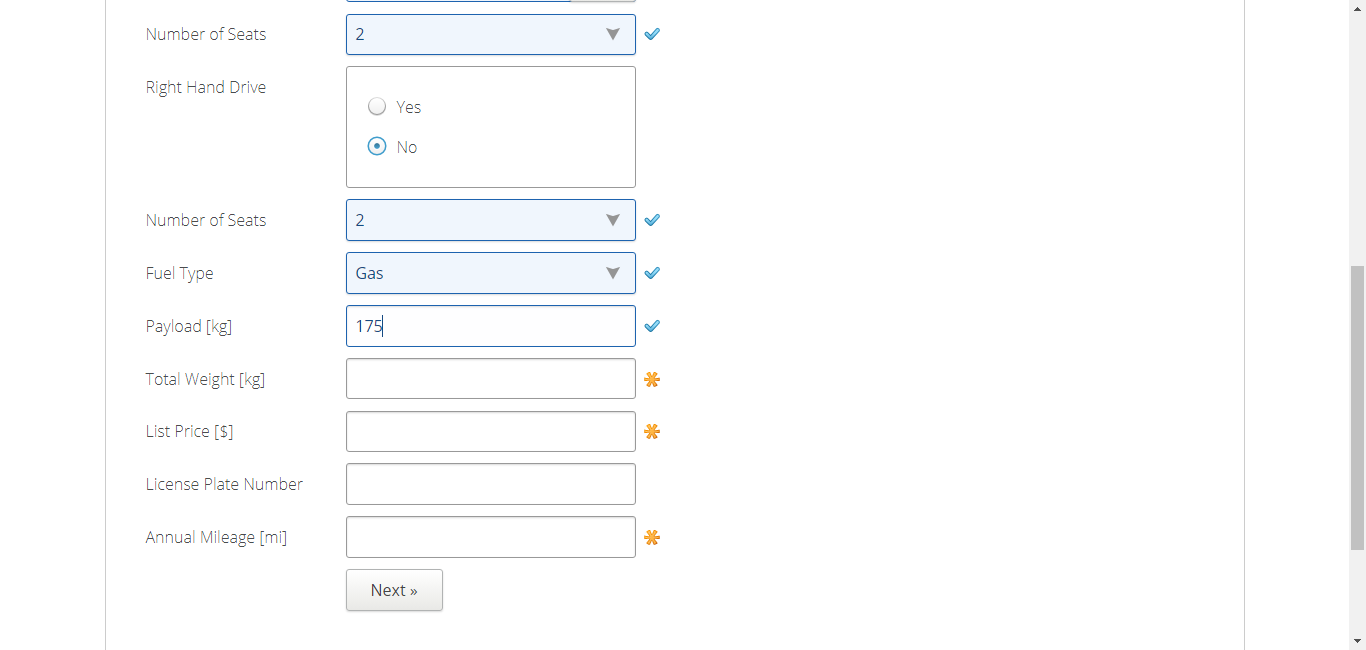 Number of Seats 2
Right Hand Drive
Yes
No
Number of Seats 2
Fuel Type Gas
Payload [kg] 175
Total Weight [kg]
List Price [$]
License Plate Number
Annual Mileage [mi]
Next »